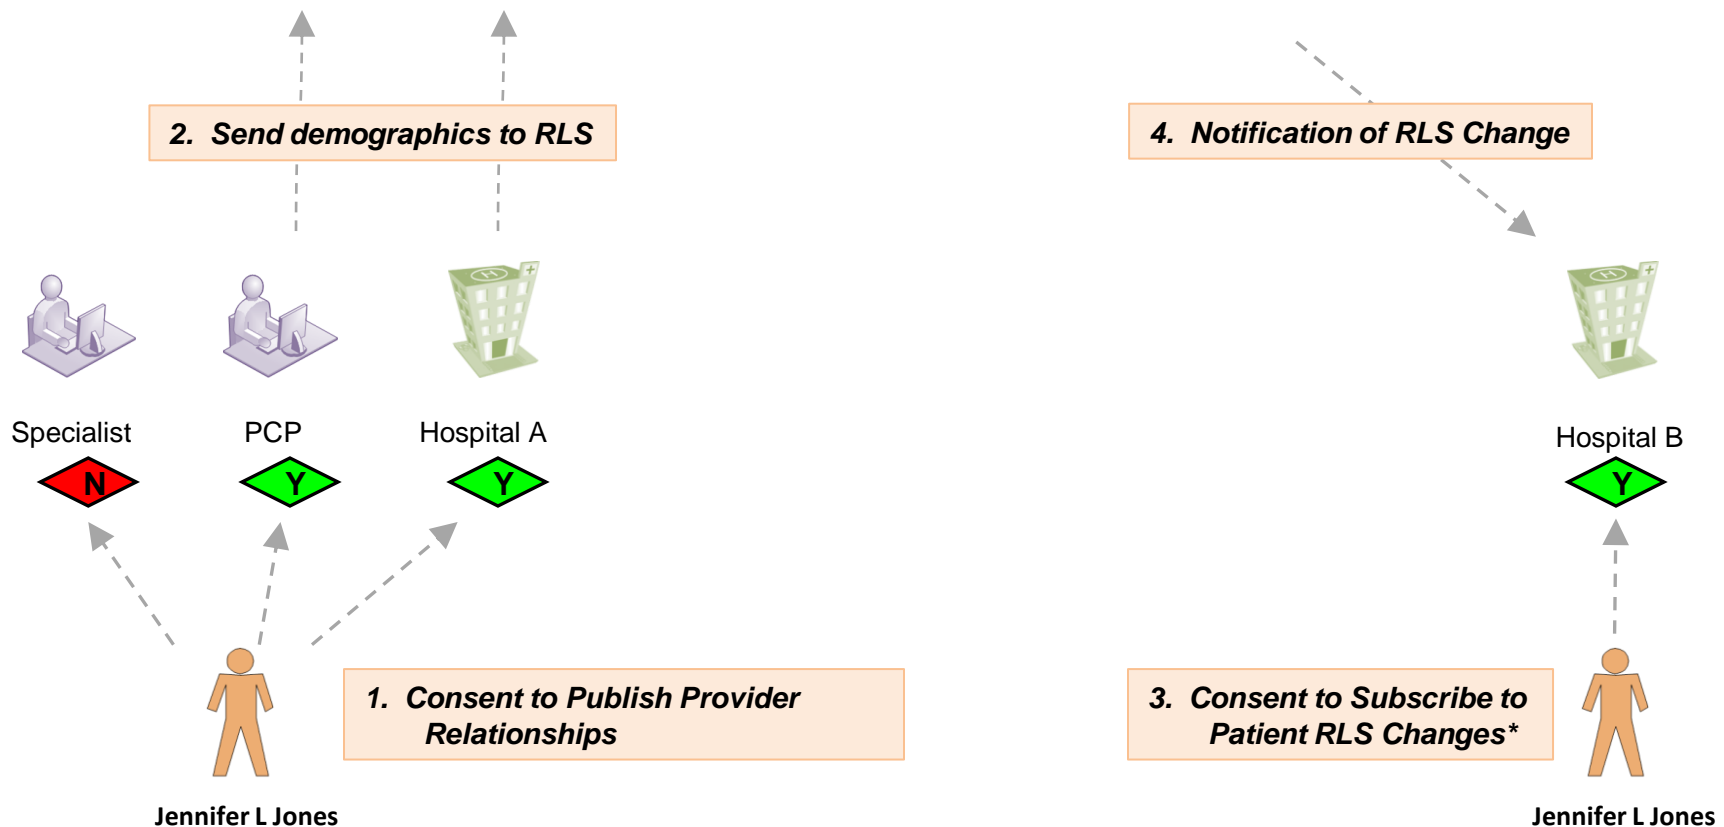 2. Send demographics to RLS
4. Notification of RLS Change
H
H
Specialist
PCP
Hospital A
Hospital B
N
Y
Y
Y
1. Consent to Publish Provider
Relationships
3. Consent to Subscribe to
Patient RLS Changes*
Jennifer L Jones
Jennifer L Jones